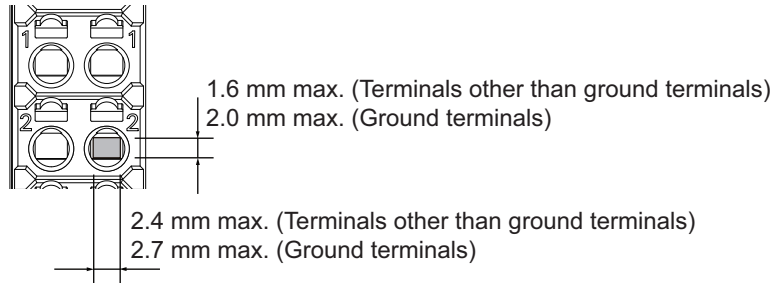 1 1
1.6 mm max. (Terminals other than ground terminals)
2.0 mm max. (Ground terminals)
2 2
2.4 mm max. (Terminals other than ground terminals)
2.7 mm max. (Ground terminals)